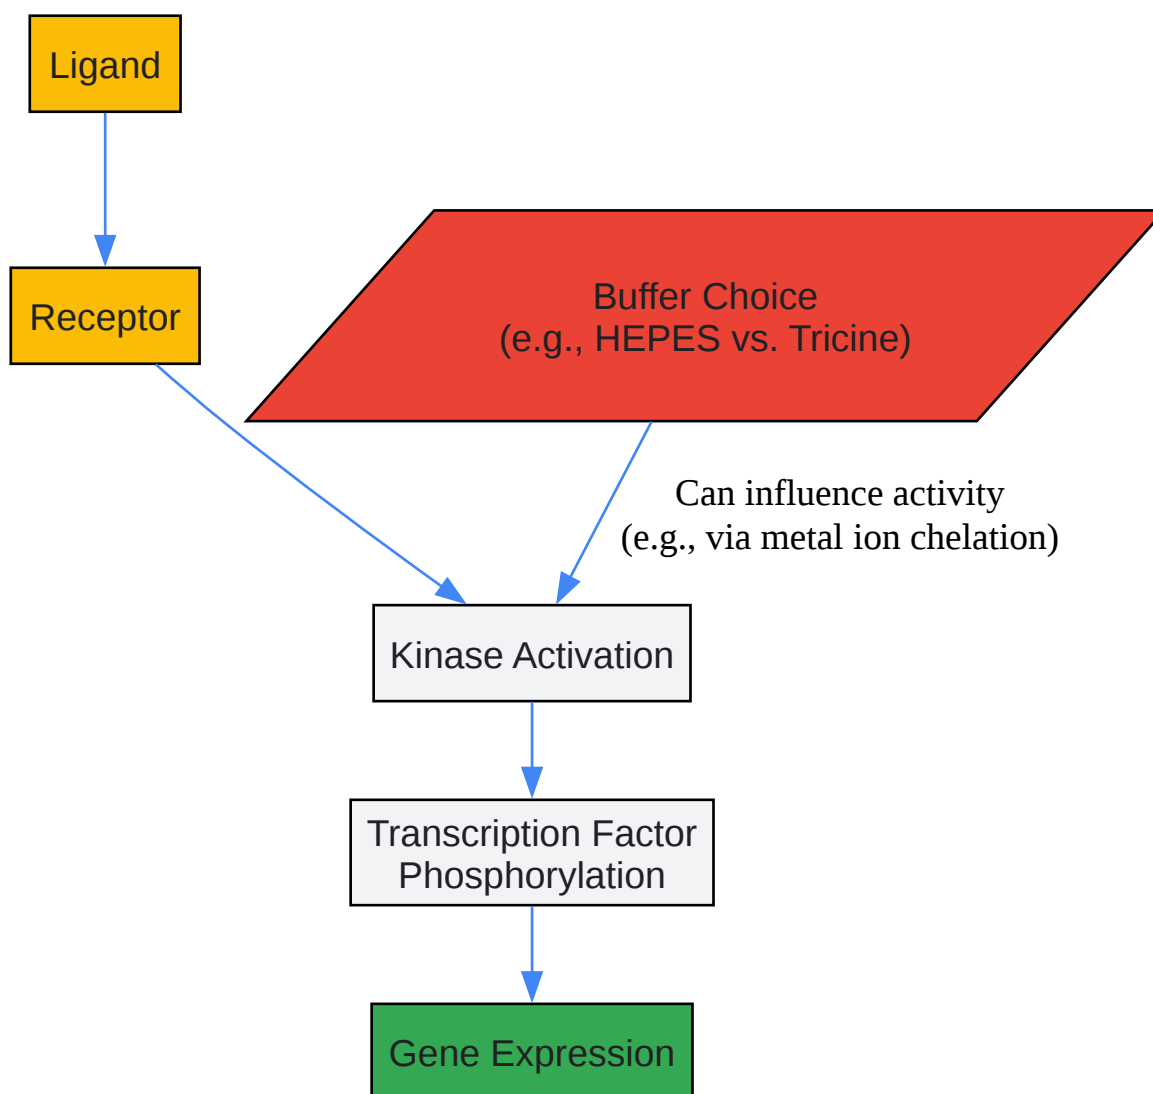 Ligand
Receptor
Buffer Choice
(e.g., HEPES vs. Tricine)
Can influence activity
(e.g., via metal ion chelation)
Kinase Activation
Transcription Factor
Phosphorylation
Gene Expression